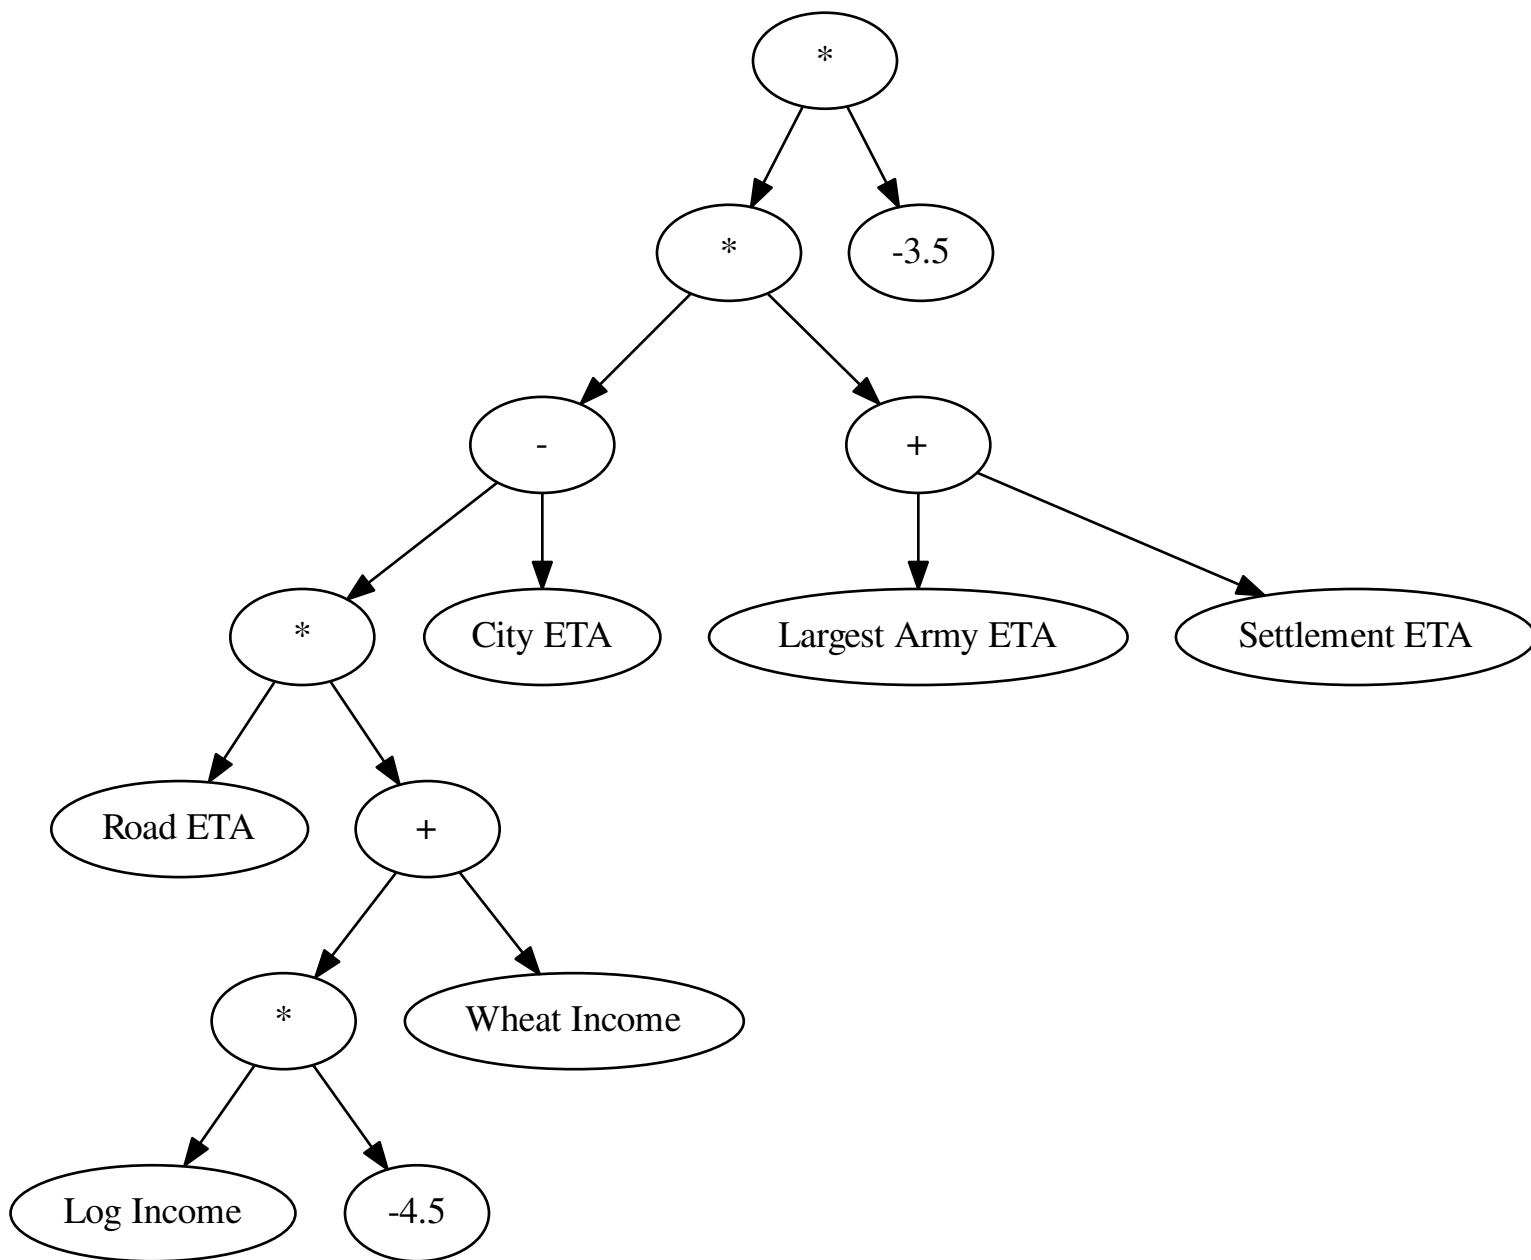 *
*
-3.5
-
+
*
City ETA
Largest Army ETA
Settlement ETA
Road ETA
+
*
Wheat Income
Log Income
-4.5